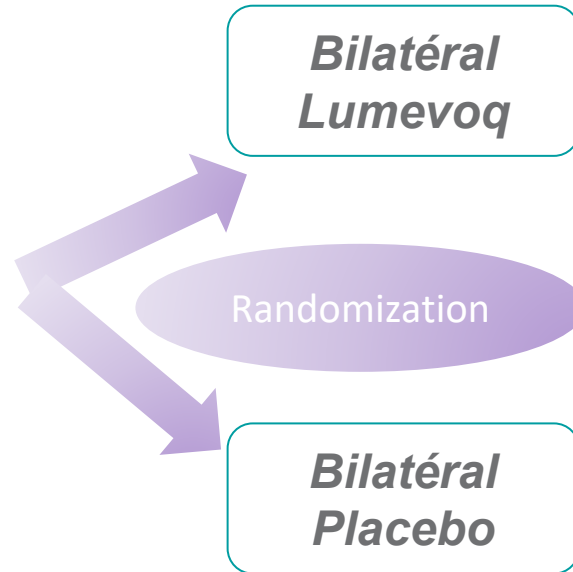 Bilatéral
Lumevoq
Randomization
Bilatéral
Placebo